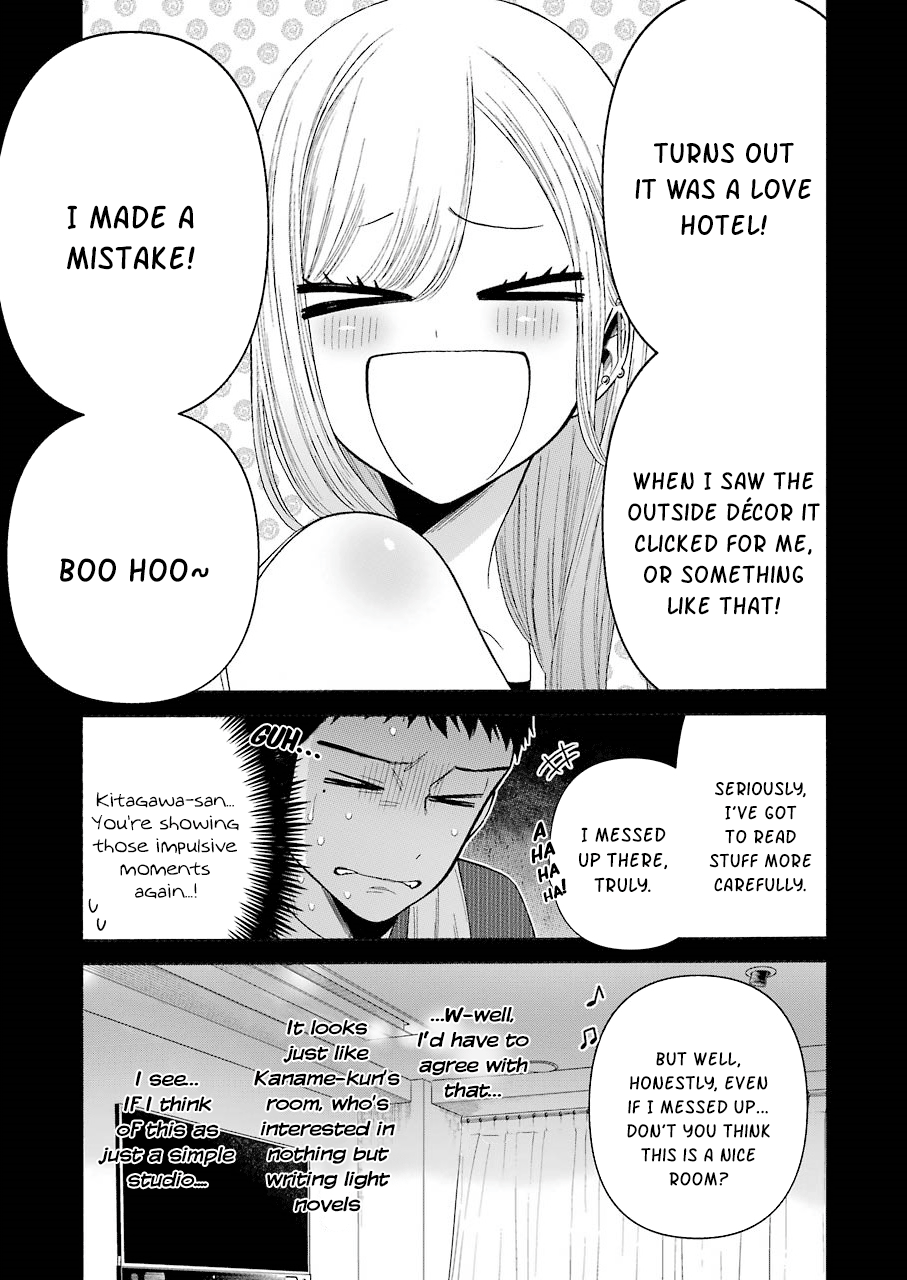 TURNS OUT
IT WAS A LOVE
HOTEL!
WHEN I SAW THE
OUTSIDE DÉCOR IT
CLICKED FOR ME,
OR SOMETHING
LIKE THAT!
I MADE A
MISTAKE!
BOO HOO~
SERIOUSLY,
I'VE GOT
TO READ
STUFF MORE
CAREFULLY.
I MESSED
UP THERE,
TRULY.
A
HA
HA
HA!
GUH...
Kitagawa-san...
You're showing
those impulsive
moments
again...!
BUT WELL,
HONESTLY, EVEN
IF I MESSED UP...
DON'T YOU THINK
THIS IS A NICE
ROOM?
...W-well,
I'd have to
agree with
that...
It looks
just like
Kaname-kun's
room, who's
interested in
nothing but
writing light
novels
I see...
IF I think
of this as
just a simple
studio....